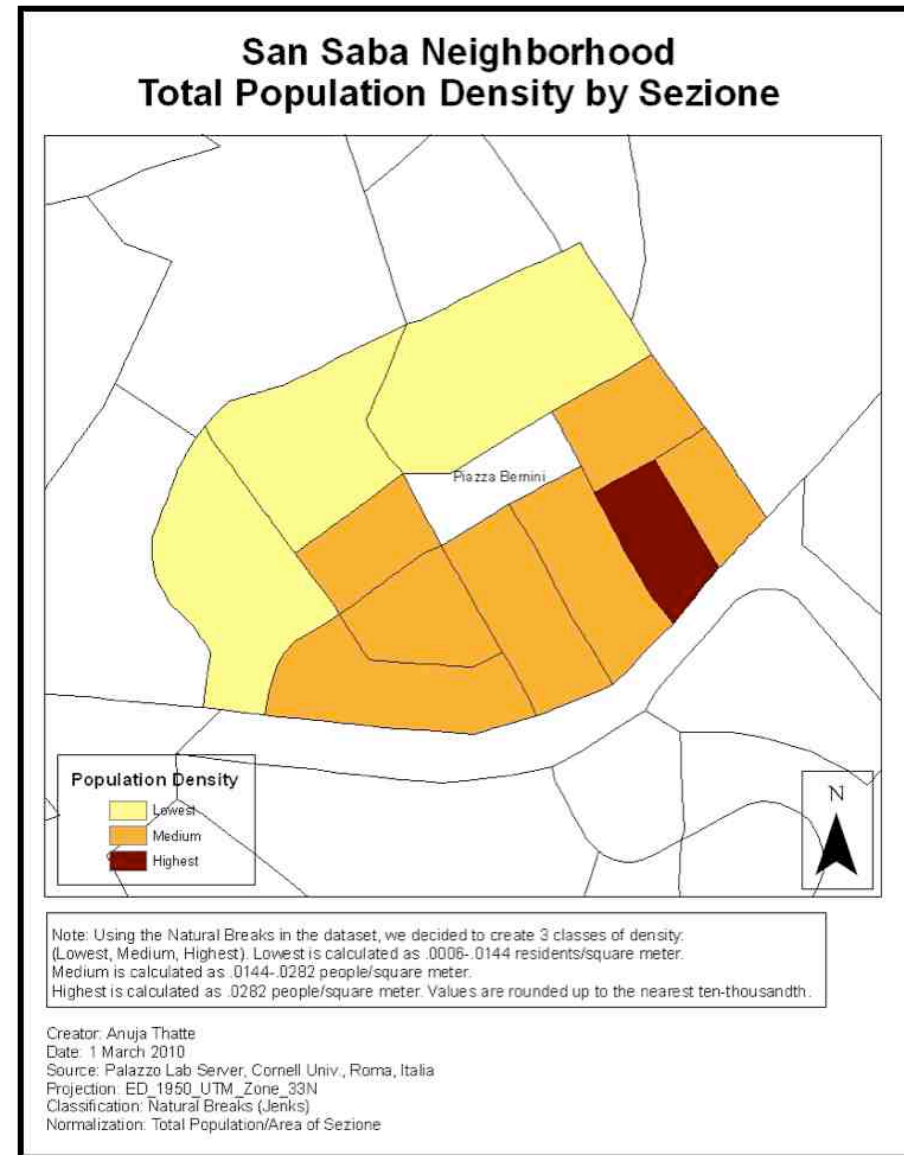 San Saba Neighborhood
Total Population Density by Sezione
Piazza Bernini
Population Density
Lowest
Medium
Highest
N
Note: Using the Natural Breaks in the dataset, we decided to create 3 classes of density:
(Lowest, Medium, Highest). Lowest is calculated as .0006-.0144 residents/square meter.
Medium is calculated as .0144-.0282 people/square meter.
Highest is calculated as .0282 people/square meter. Values are rounded up to the nearest ten-thousandth.
Creator: Anuja Thatte
Date: 1 March 2010
Source: Palazzo Lab Server, Cornell Univ., Roma, Italia
Projection: ED_1950_UTM_Zone_33N
Classification: Natural Breaks (Jenks)
Normalization: Total Population/Area of Sezione